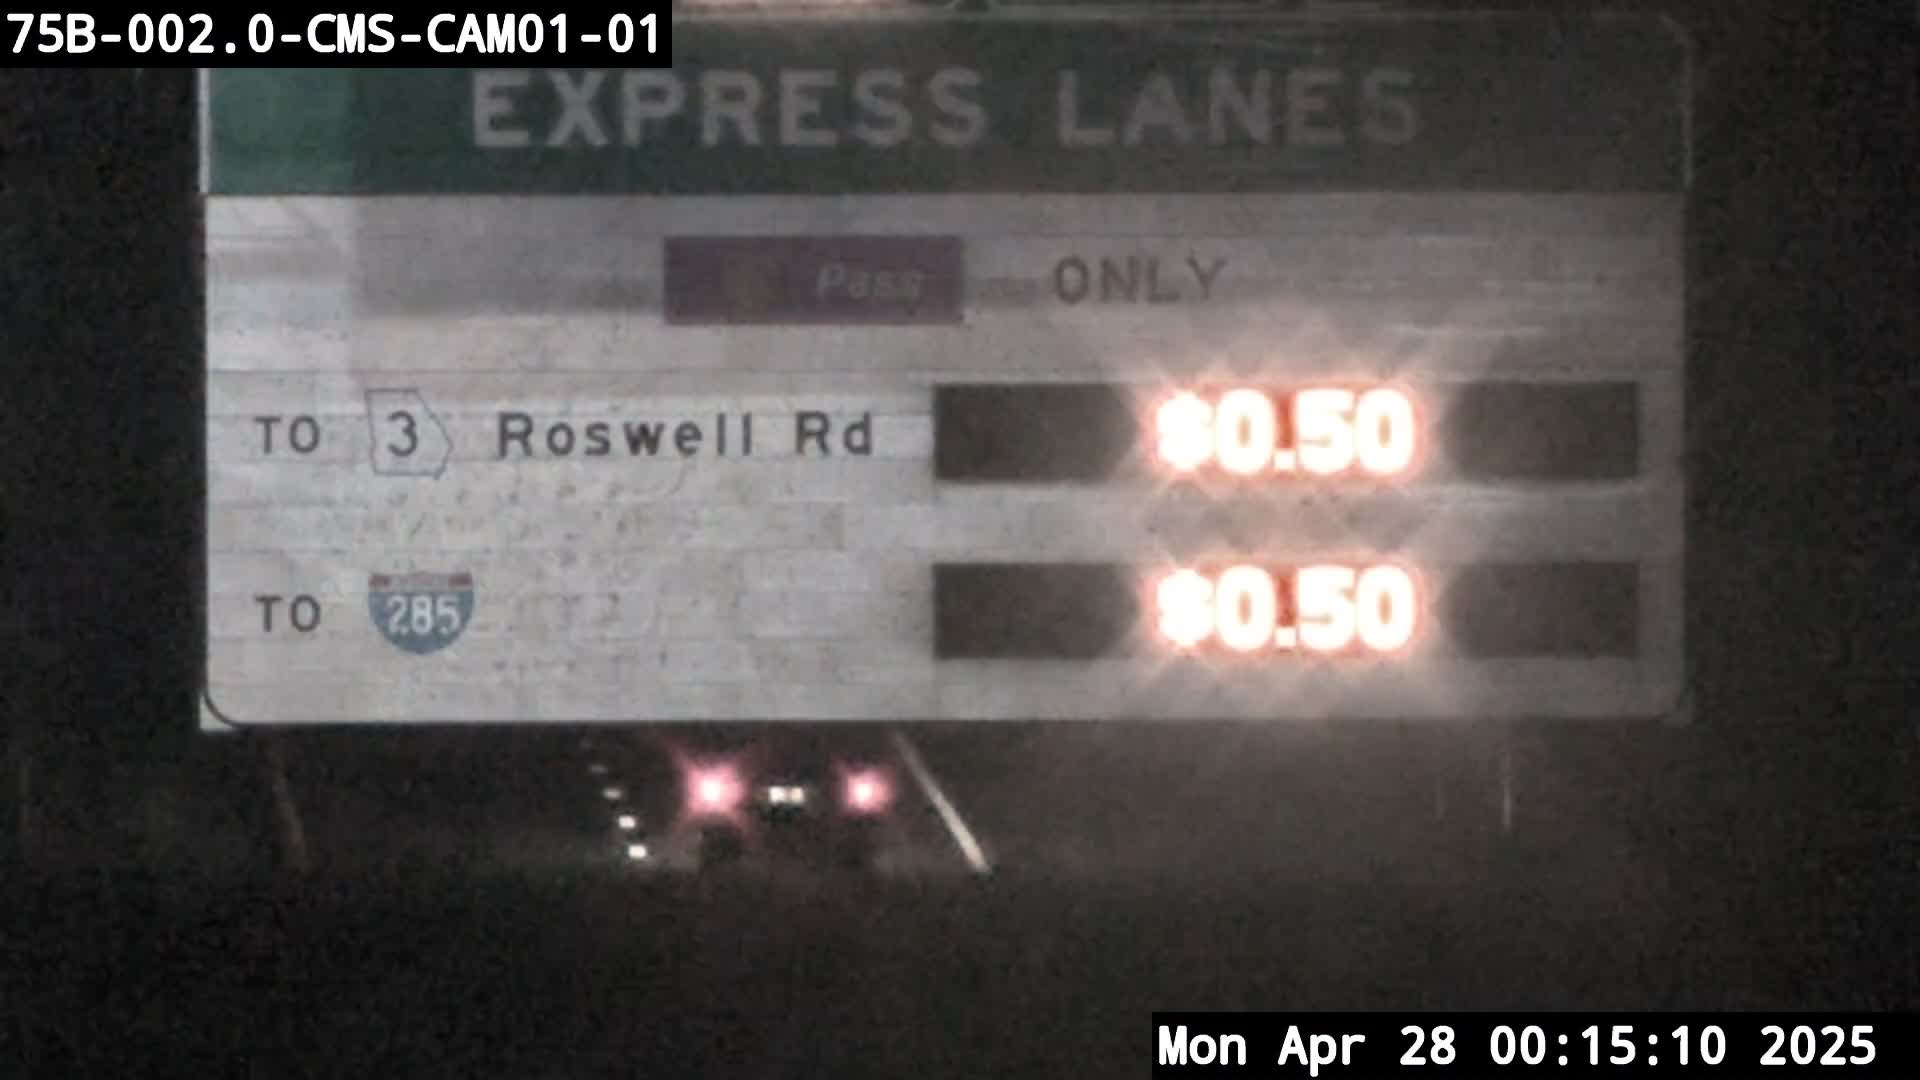 75B-002.0-CMS-CAM01-01
EXPRESS LANES
Pass ONLY
TO 3 Roswell Rd $0.50
TO 285 $0.50
Mon Apr 28 00:15:10 2025